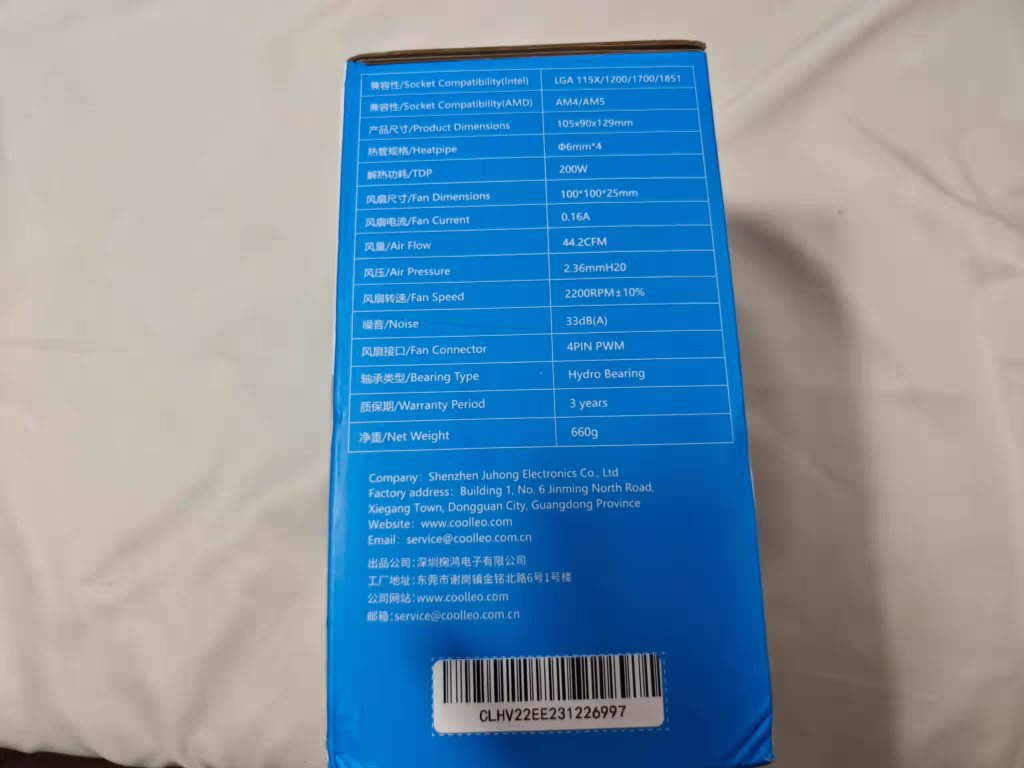 兼容性/Socket Compatibility(Intel) LGA 115X/1200/1700/1851
兼容性/Socket Compatibility(AMD) AM4/AM5
产品尺寸/Product Dimensions 105x90x129mm
热管规格/Heatpipe Φ6mm*4
解热功耗/TDP 200W
风扇尺寸/Fan Dimensions 100*100*25mm
风扇电流/Fan Current 0.16A
风量/Air Flow 44.2CFM
风压/Air Pressure 2.36mmH20
风扇转速/Fan Speed 2200RPM±10%
噪音/Noise 33dB(A)
风扇接口/Fan Connector 4PIN PWM
轴承类型/Bearing Type Hydro Bearing
质保期/Warranty Period 3 years
净重/Net Weight 660g
Company: Shenzhen Juhong Electronics Co., Ltd
Factory address: Building 1, No. 6 Jinming North Road,
Xiegang Town, Dongguan City, Guangdong Province
Website: www.coolleo.com
Email: service@coolleo.com.cn
出品公司:深圳掬鸿电子有限公司
工厂地址:东莞市谢岗镇金铭北路6号1号楼
公司网站:www.coolleo.com
邮箱:service@coolleo.com.cn
CLHV22EE231226997